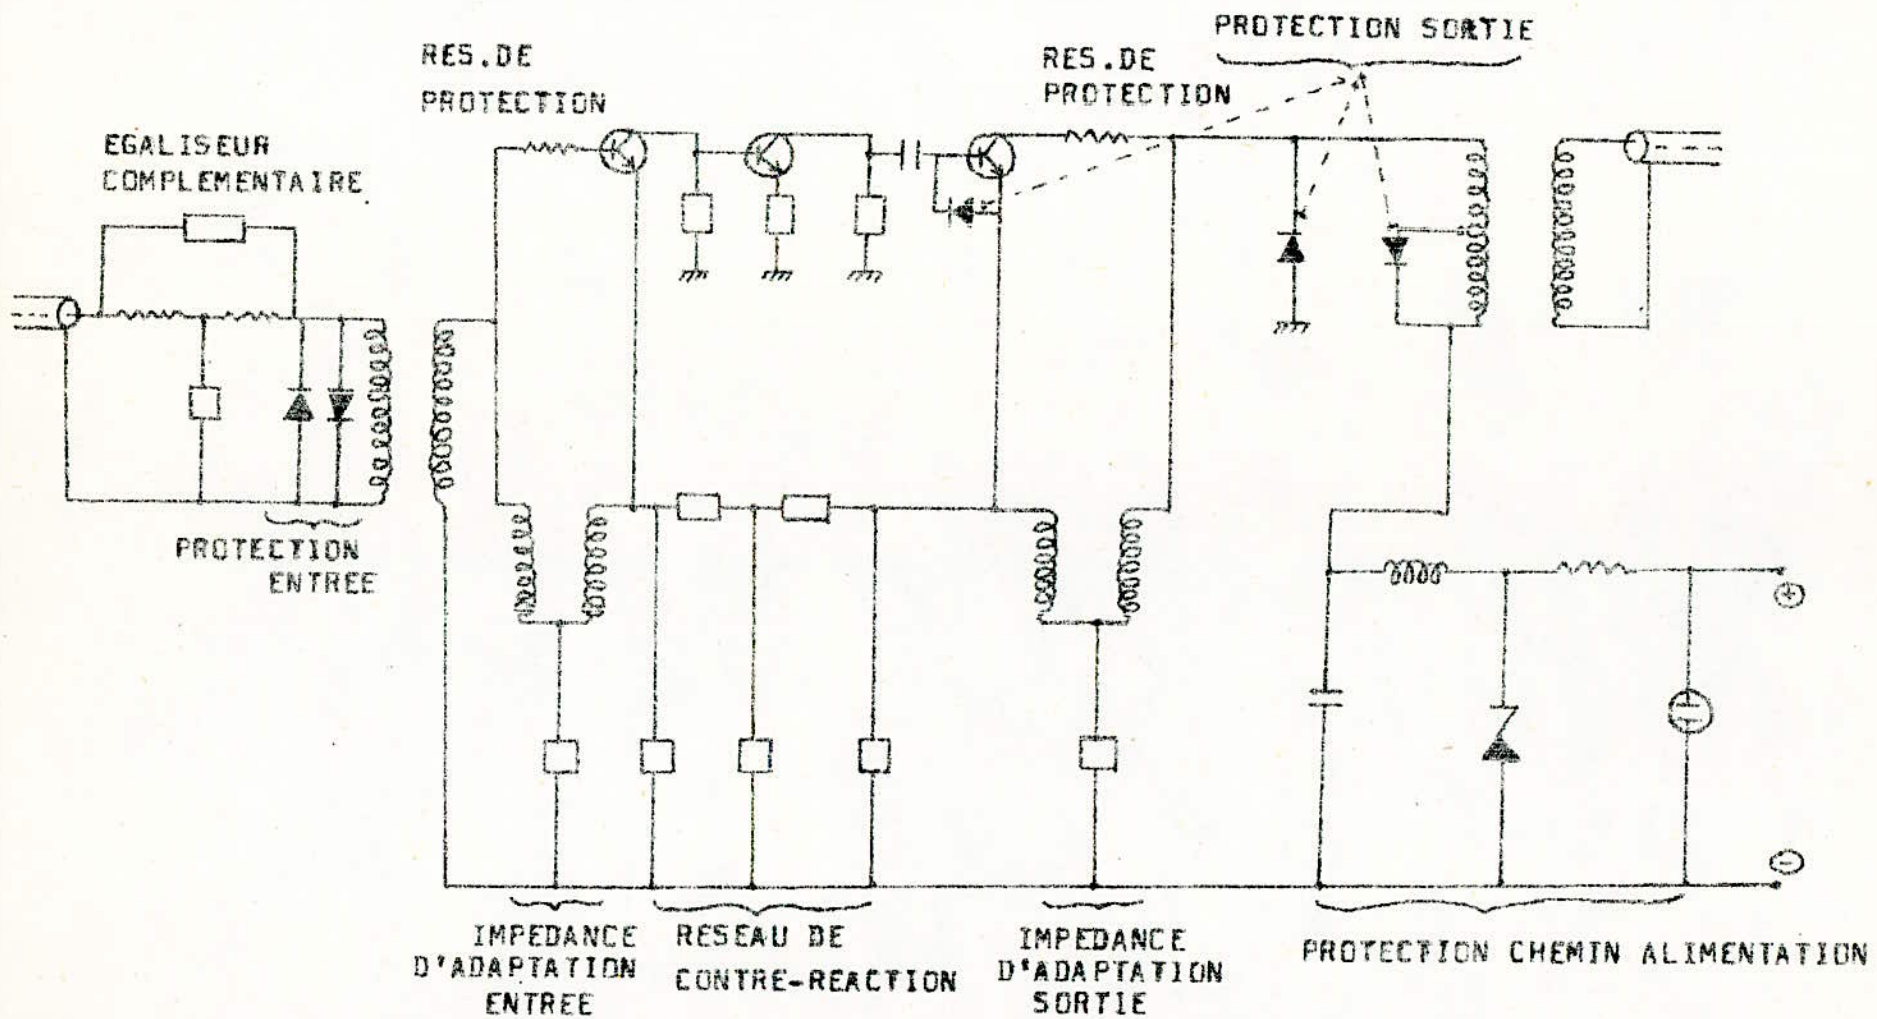 PROTECTION SORTIE
RES.DE
PROTECTION
RES.DE
PROTECTION
EGALISEUR
COMPLEMENTAIRE
PROTECTION
ENTREE
+
-
IMPEDANCE
D'ADAPTATION
ENTREE
RESEAU DE
CONTRE-REACTION
IMPEDANCE
D'ADAPTATION
SORTIE
PROTECTION CHEMIN ALIMENTATION